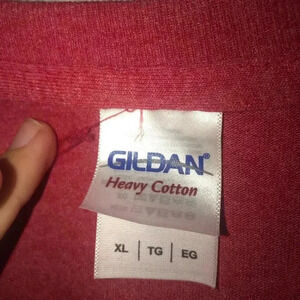 GILDAN®
Heavy Cotton
XL | TG | EG